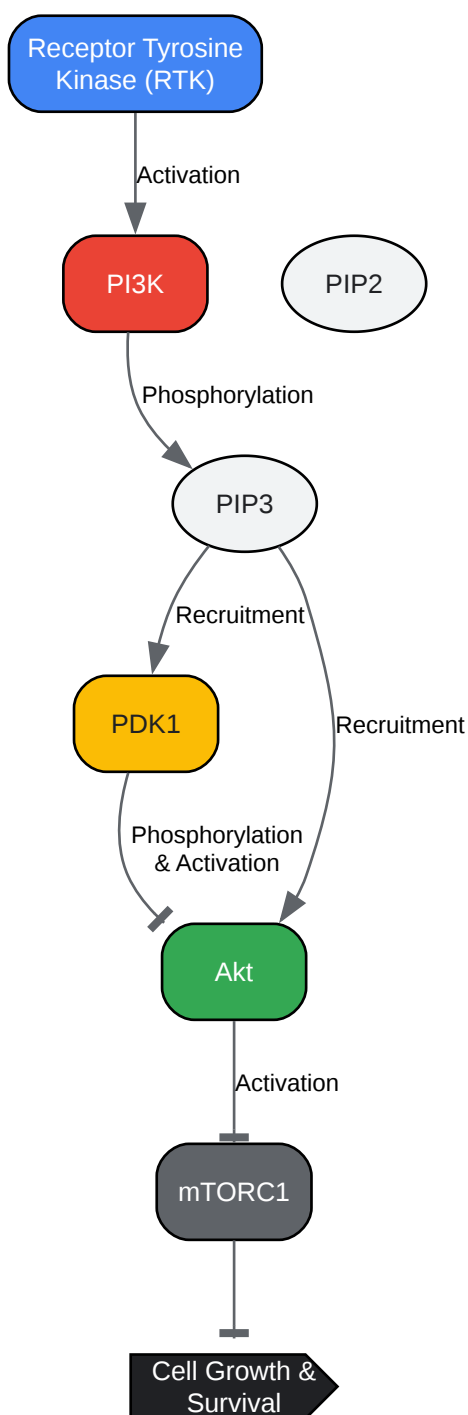 Receptor Tyrosine
Kinase (RTK)
Activation
PI3K
PIP2
Phosphorylation
PIP3
Recruitment
PDK1
Recruitment
Phosphorylation
& Activation
Akt
Activation
mTORC1
Cell Growth &
Survival